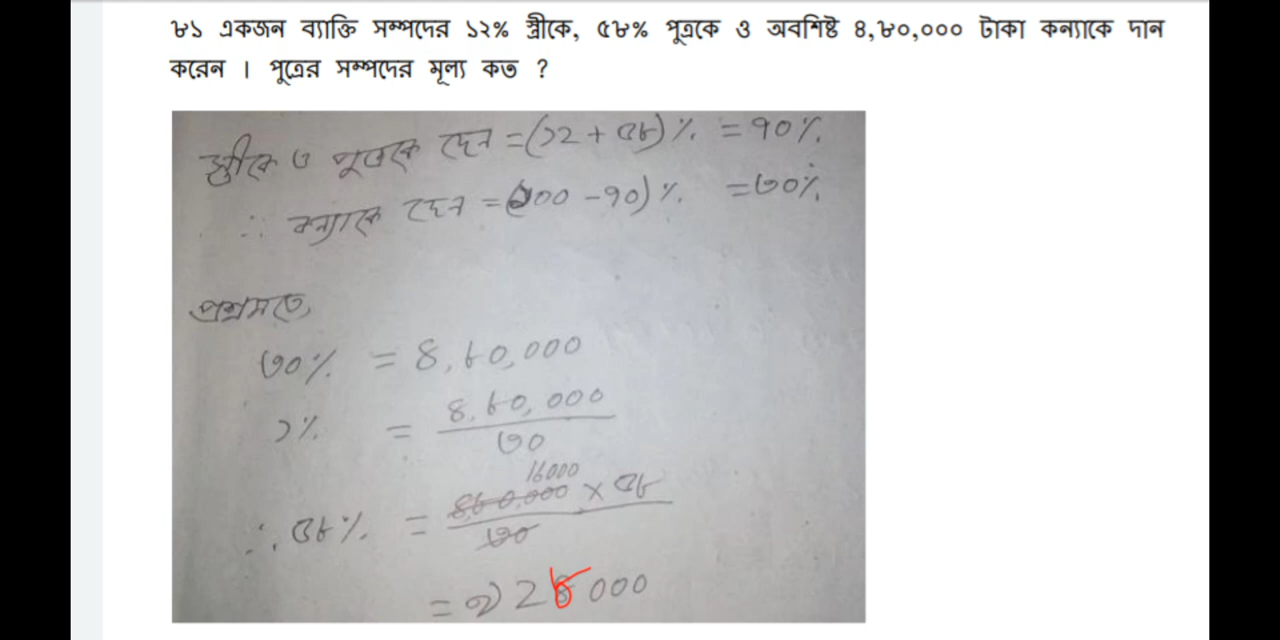 ৮১ একজন ব্যাক্তি সম্পদের ১২% স্ত্রীকে, ৫৮% পুত্রকে ও অবশিষ্ট ৪,৮০,০০০ টাকা কন্যাকে দান
করেন । পুত্রের সম্পদের মূল্য কত ?
স্ত্রীকে ও পুত্রকে দেন =(১২ + ৫৮)% = ৭০%
∴ কন্যাকে দেন =(১০০ - ৭০)% =৩০%
প্রশ্নমতে,
৩০% = ৪,৮০,০০০
১% = ৪,৮০,০০০
৩০
16000
∴ ৫৮% = ৪৮০,০০০ × ৫৮
৩০
= ৯২৮০০০